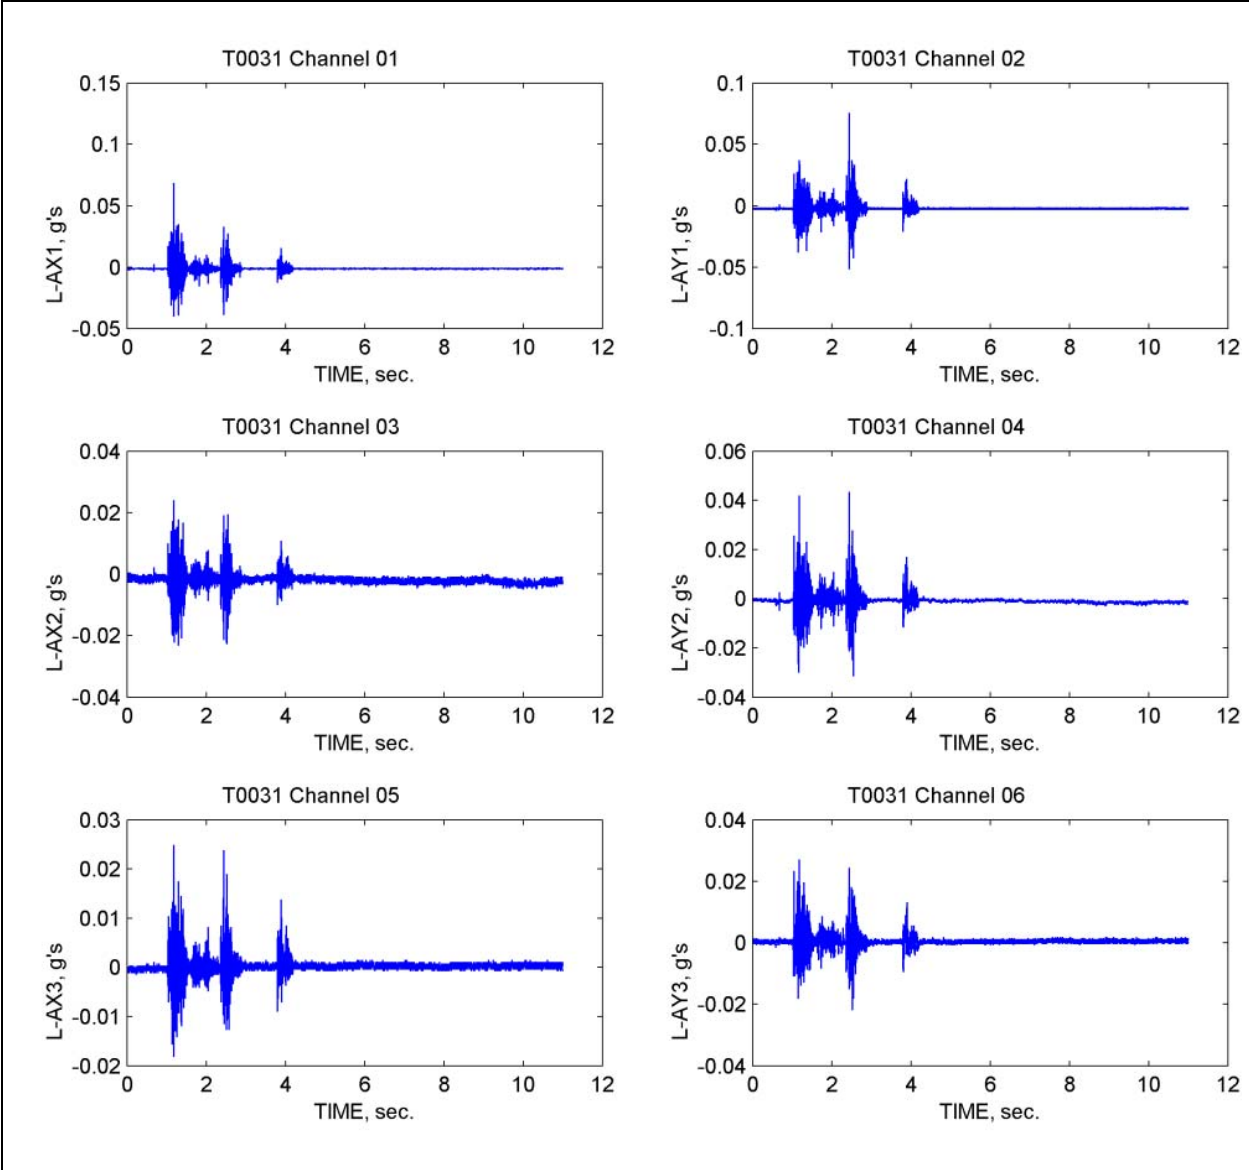 T0031 Channel 01
0.15
0.1
0.05
0
-0.05
L-AX1, g's
0 2 4 6 8 10 12
TIME, sec.
T0031 Channel 02
0.1
0.05
0
-0.05
-0.1
L-AY1, g's
0 2 4 6 8 10 12
TIME, sec.
T0031 Channel 03
0.04
0.02
0
-0.02
-0.04
L-AX2, g's
0 2 4 6 8 10 12
TIME, sec.
T0031 Channel 04
0.06
0.04
0.02
0
-0.02
-0.04
L-AY2, g's
0 2 4 6 8 10 12
TIME, sec.
T0031 Channel 05
0.03
0.02
0.01
0
-0.01
-0.02
L-AX3, g's
0 2 4 6 8 10 12
TIME, sec.
T0031 Channel 06
0.04
0.02
0
-0.02
-0.04
L-AY3, g's
0 2 4 6 8 10 12
TIME, sec.